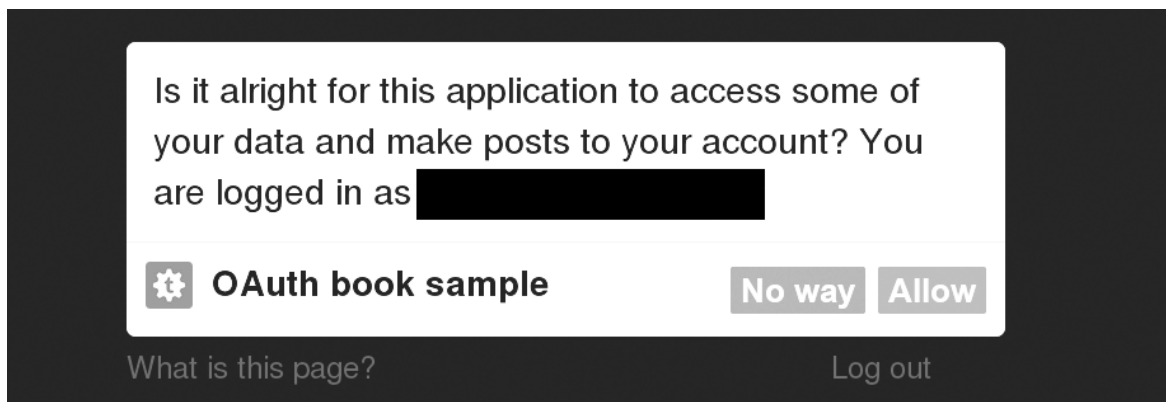 Is it alright for this application to access some of
your data and make posts to your account? You
are logged in as
t
OAuth book sample
No way
Allow
What is this page?
Log out